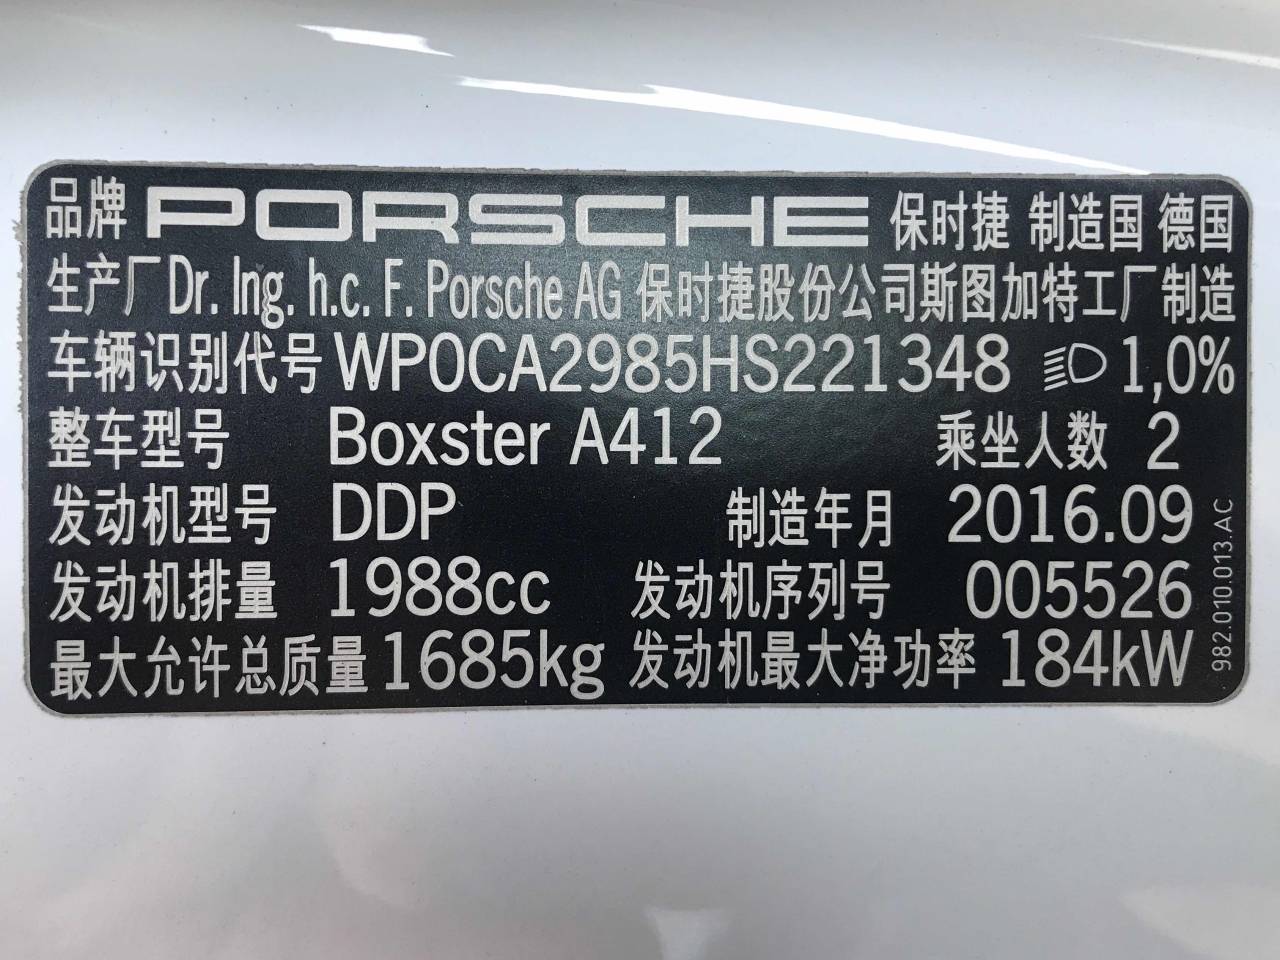 品牌 PORSCHE 保时捷 制造国 德国
生产厂 Dr. Ing. h.c. F. Porsche AG 保时捷股份公司斯图加特工厂 制造
车辆识别代号 WP0CA2985HS221348 1,0%
整车型号 Boxster A412 乘坐人数 2
发动机型号 DDP 制造年月 2016.09
发动机排量 1988cc 发动机序列号 005526
最大允许总质量 1685kg 发动机最大净功率 184kW
982.010.013.AC